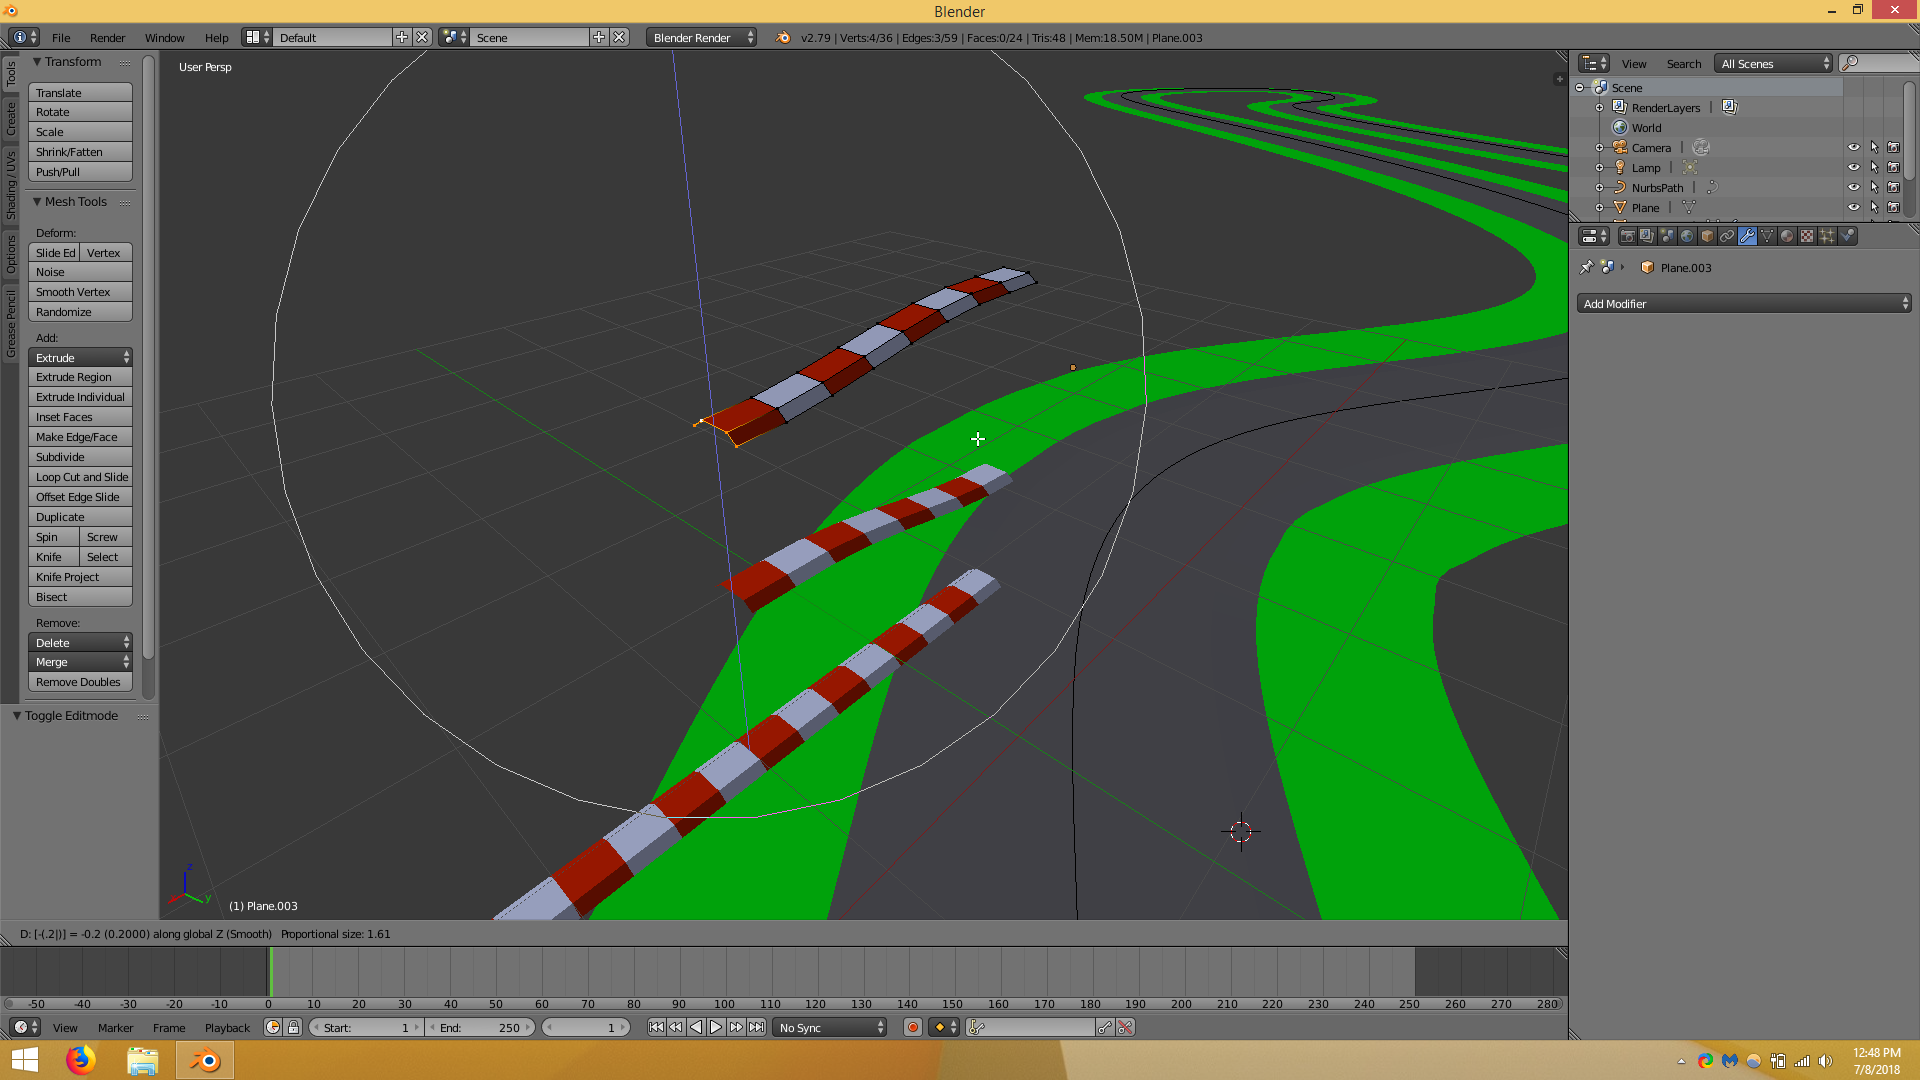 Blender
File Render Window Help Default Scene Blender Render v2.79 | Verts:4/36 | Edges:3/59 | Faces:0/24 | Tris:48 | Mem:18.50M | Plane.003
User Persp
Tools
Create
Shading / UVs
Options
Grease Pencil
Transform
Translate
Rotate
Scale
Shrink/Fatten
Push/Pull
Mesh Tools
Deform:
Slide Ed Vertex
Noise
Smooth Vertex
Randomize
Add:
Extrude
Extrude Region
Extrude Individual
Inset Faces
Make Edge/Face
Subdivide
Loop Cut and Slide
Offset Edge Slide
Duplicate
Spin Screw
Knife Select
Knife Project
Bisect
Remove:
Delete
Merge
Remove Doubles
Toggle Editmode
z
y
(1) Plane.003
View Search All Scenes
Scene
RenderLayers
World
Camera
Lamp
NurbsPath
Plane
Plane.003
Add Modifier
D: [-(.2|)] = -0.2 (0.2000) along global Z (Smooth) Proportional size: 1.61
-50 -40 -30 -20 -10 0 10 20 30 40 50 60 70 80 90 100 110 120 130 140 150 160 170 180 190 200 210 220 230 240 250 260 270 280
View Marker Frame Playback Start: 1 End: 250 1 No Sync
12:48 PM
7/8/2018